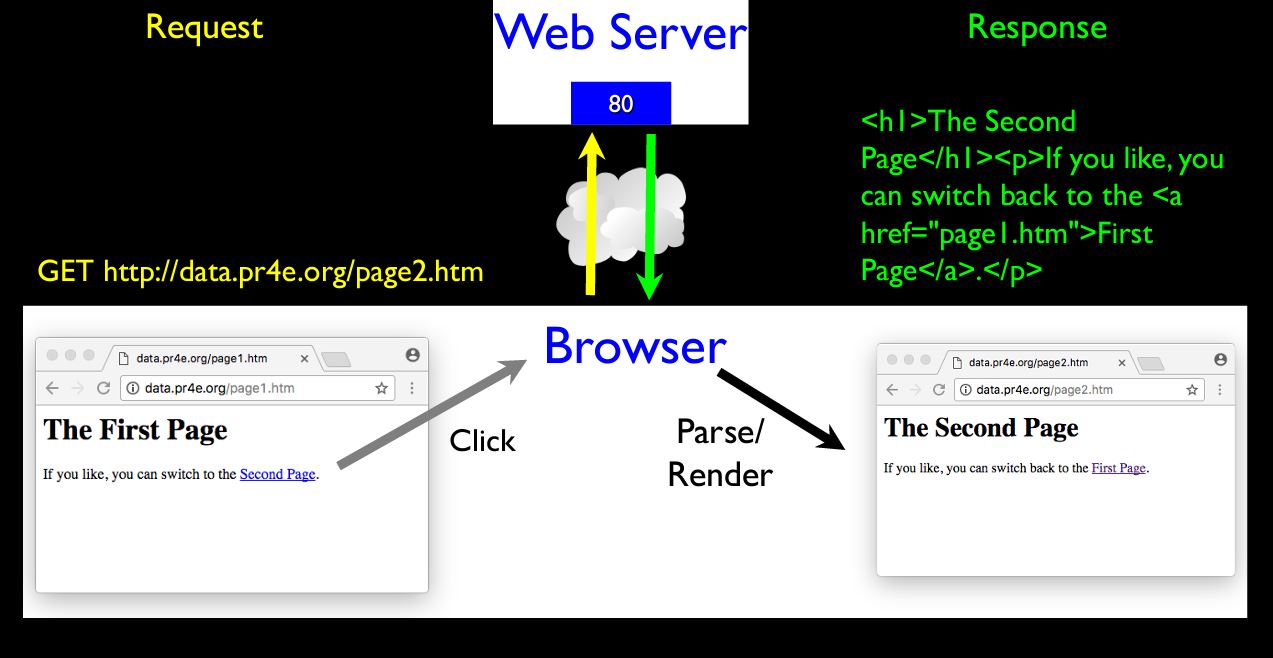 Request
Web Server
Response
80
<h1>The Second
Page</h1><p>If you like, you
can switch back to the <a
href="page1.htm">First
Page</a>.</p>
GET http://data.pr4e.org/page2.htm
Browser
data.pr4e.org/page1.htm
data.pr4e.org/page1.htm
The First Page
If you like, you can switch to the Second Page.
Click
Parse/
Render
data.pr4e.org/page2.htm
data.pr4e.org/page2.htm
The Second Page
If you like, you can switch back to the First Page.